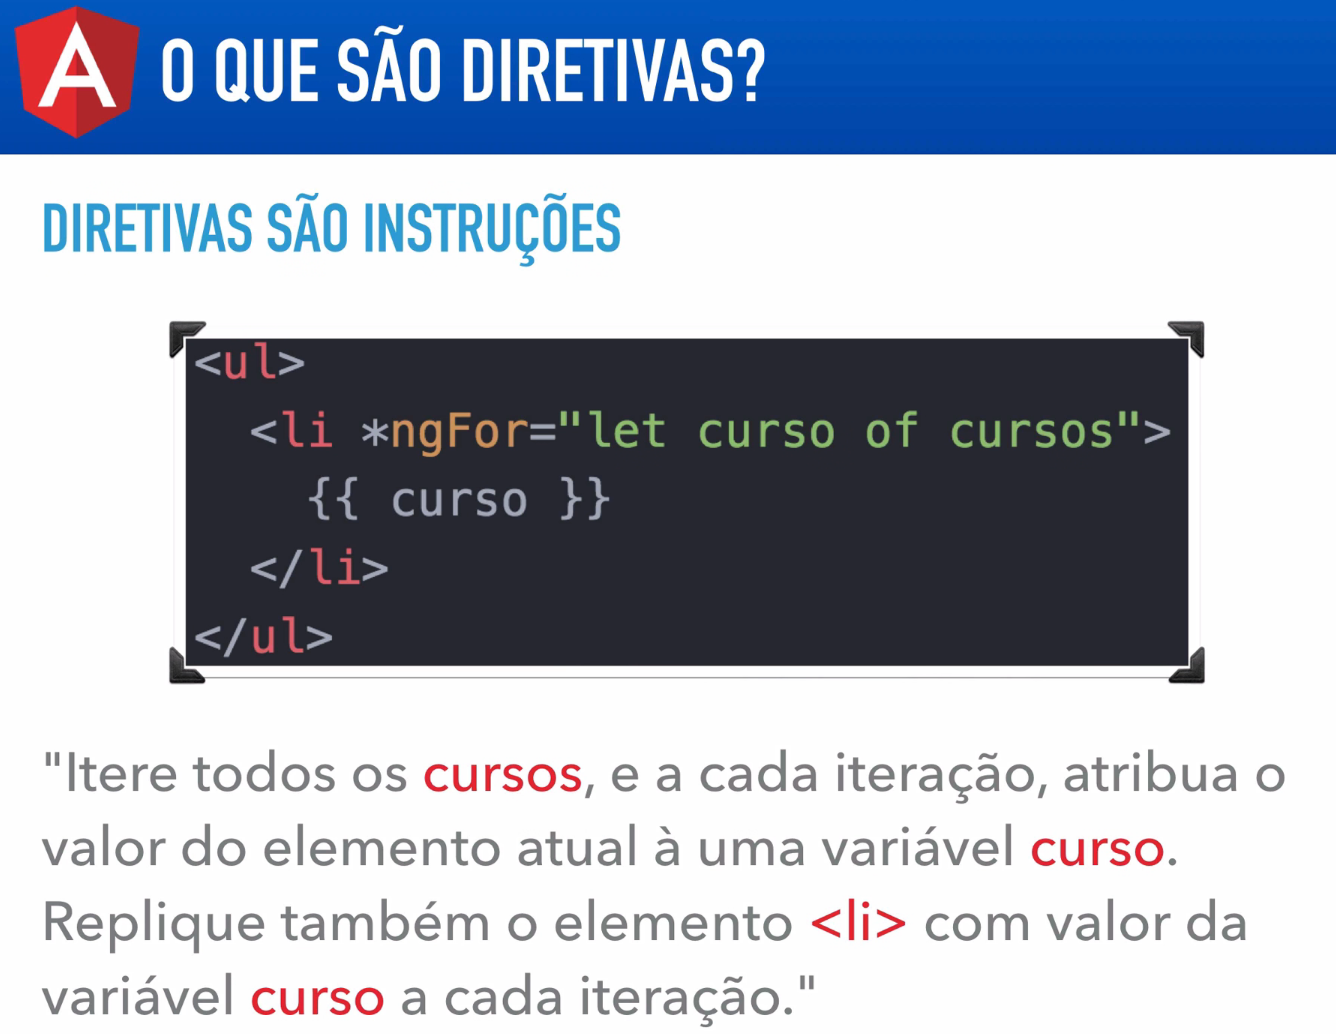 A O QUE SÃO DIRETIVAS?
DIRETIVAS SÃO INSTRUÇÕES
<ul>
<li *ngFor="let curso of cursos">
{{ curso }}
</li>
</ul>
"Itere todos os cursos, e a cada iteração, atribua o
valor do elemento atual à uma variável curso.
Replique também o elemento <li> com valor da
variável curso a cada iteração."